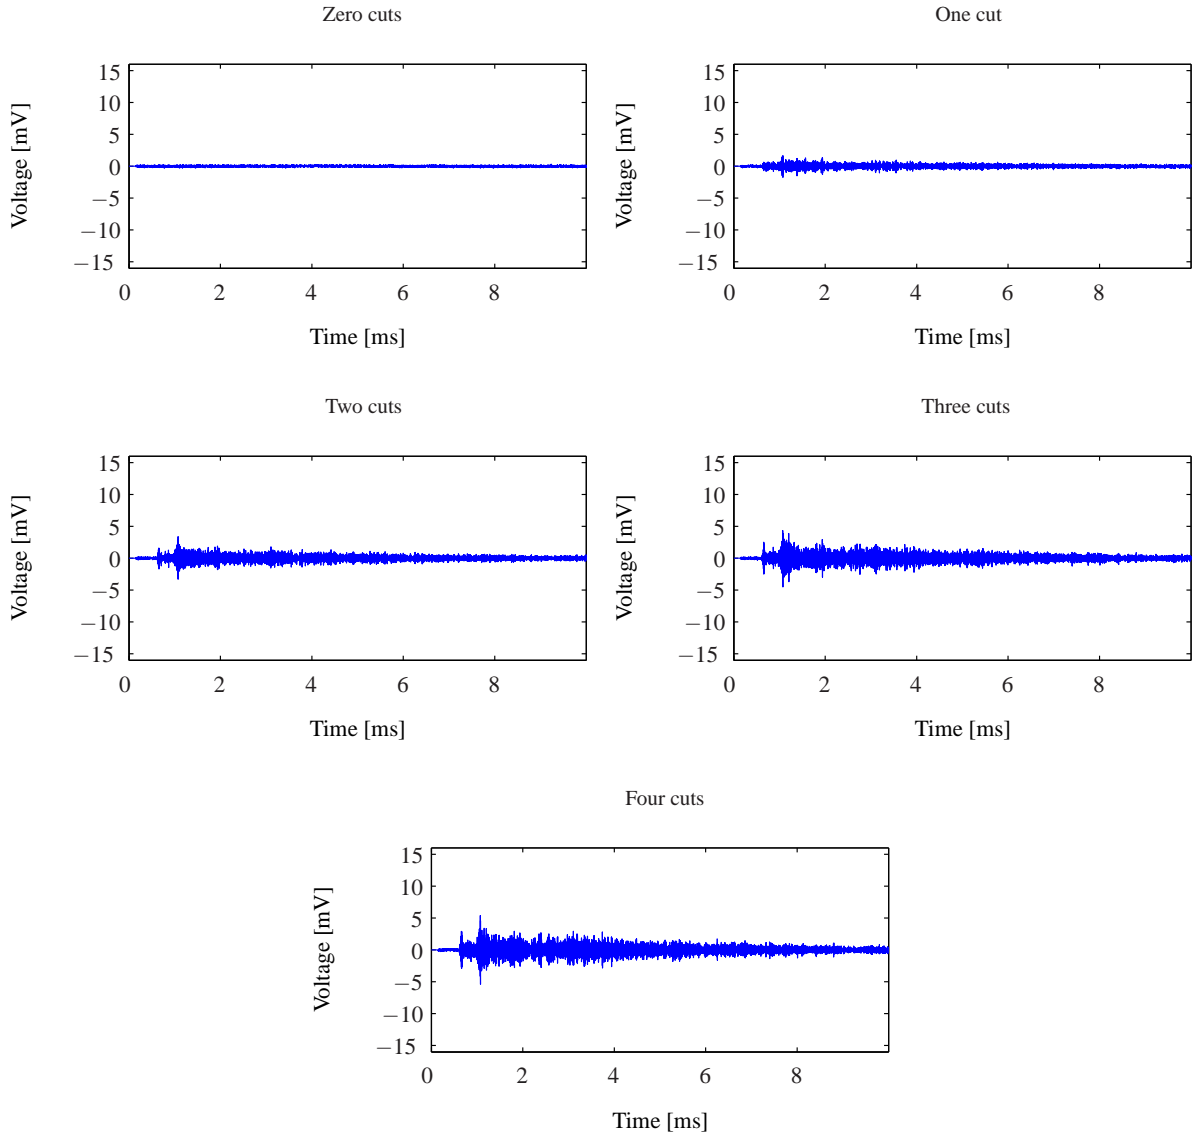 Zero cuts
15
10
5
0
−5
−10
−15
Voltage [mV]
0 2 4 6 8
Time [ms]
One cut
15
10
5
0
−5
−10
−15
Voltage [mV]
0 2 4 6 8
Time [ms]
Two cuts
15
10
5
0
−5
−10
−15
Voltage [mV]
0 2 4 6 8
Time [ms]
Three cuts
15
10
5
0
−5
−10
−15
Voltage [mV]
0 2 4 6 8
Time [ms]
Four cuts
15
10
5
0
−5
−10
−15
Voltage [mV]
0 2 4 6 8
Time [ms]